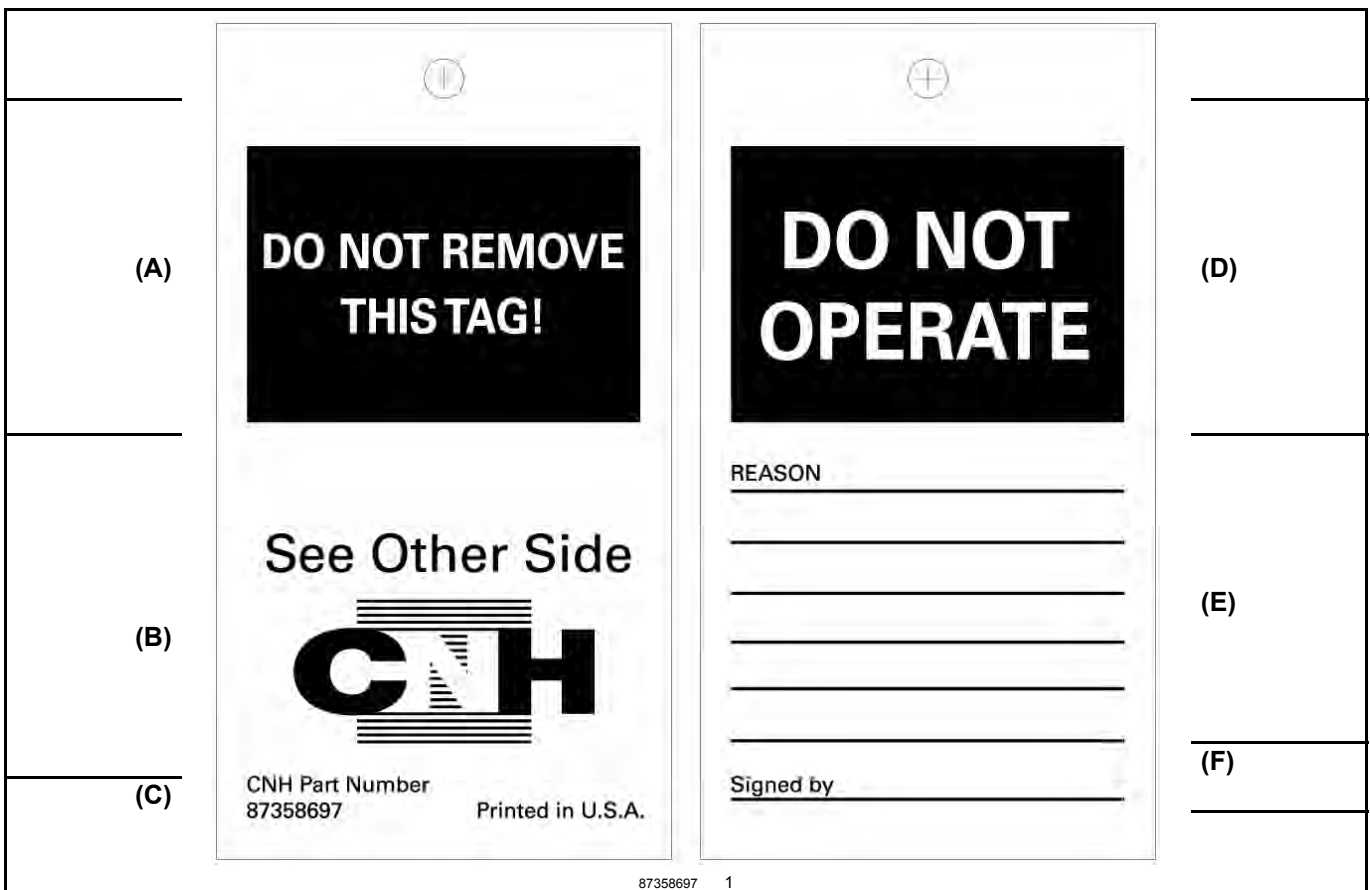 (A)
DO NOT REMOVE
THIS TAG!
(B)
See Other Side
CNH
(C)
CNH Part Number
87358697
Printed in U.S.A.
DO NOT
OPERATE
(D)
REASON
(E)
Signed by
(F)
87358697 1